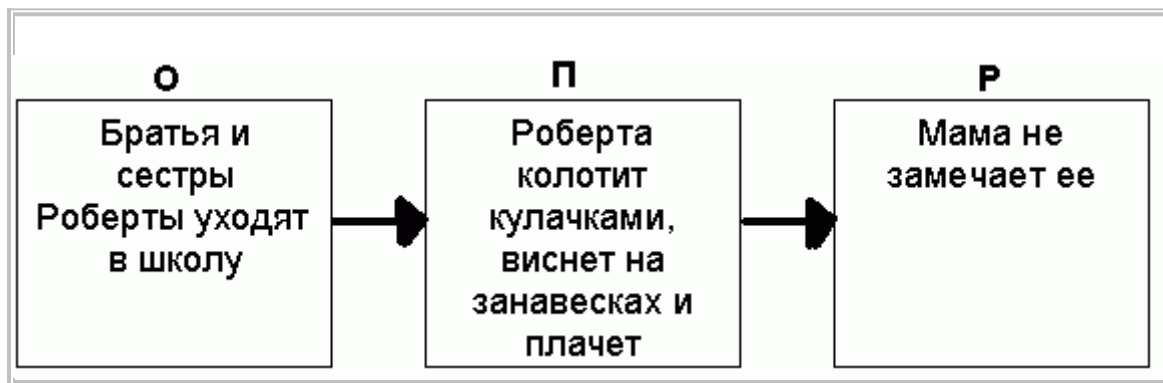 О
Братья и
сестры
Роберты уходят
в школу
П
Роберта
колотит
кулачками,
виснет на
занавесках и
плачет
Р
Мама не
замечает ее